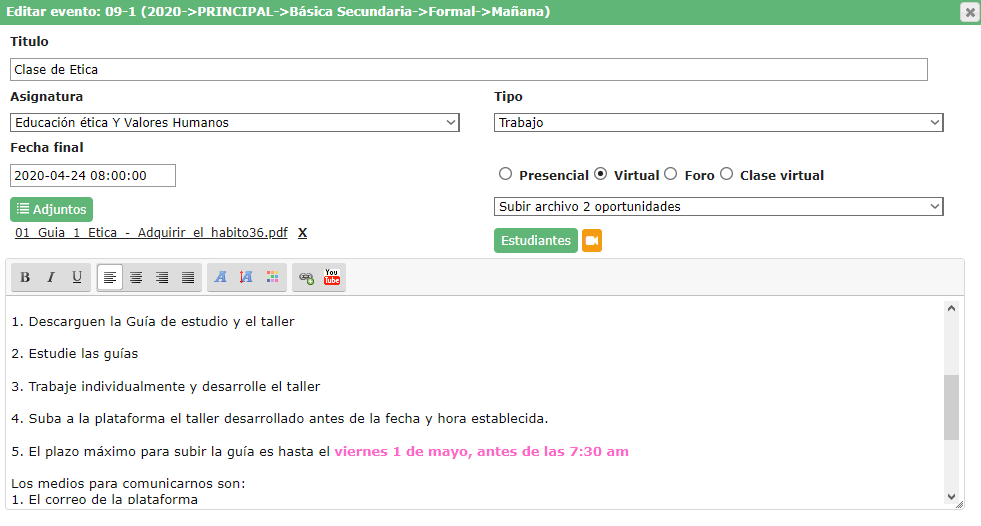 Editar evento: 09-1 (2020->PRINCIPAL->Básica Secundaria->Formal->Mañana)
Titulo
Clase de Etica
Asignatura
Tipo
Educación ética Y Valores Humanos
Trabajo
Fecha final
2020-04-24 08:00:00
Presencial Virtual Foro Clase virtual
Adjuntos
Subir archivo 2 oportunidades
01_Guia_1_Etica_-_Adquirir_el_habito36.pdf X
Estudiantes
B I U A A You Tube
1. Descarguen la Guía de estudio y el taller
2. Estudie las guías
3. Trabaje individualmente y desarrolle el taller
4. Suba a la plataforma el taller desarrollado antes de la fecha y hora establecida.
5. El plazo máximo para subir la guía es hasta el viernes 1 de mayo, antes de las 7:30 am
Los medios para comunicarnos son:
1. El correo de la plataforma